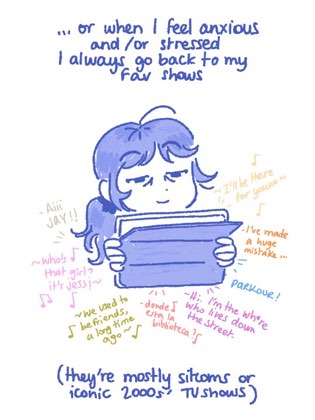 ... or when I feel anxious
and/or stressed
I always go back to my
fav shows
-Aiii
JAY!!
~I'll be there
for youuu~
-I've made
a huge
mistake...
~who's
that girl?
it's Jess!~
PARKOUR!
-Hi. I'm the wh*re
who lives down
the street.
~we used to
be friends,
a long time
ago~
-donde
esta la
biblioteca?
(they're mostly sitcoms or
iconic 2000s' TV shows)